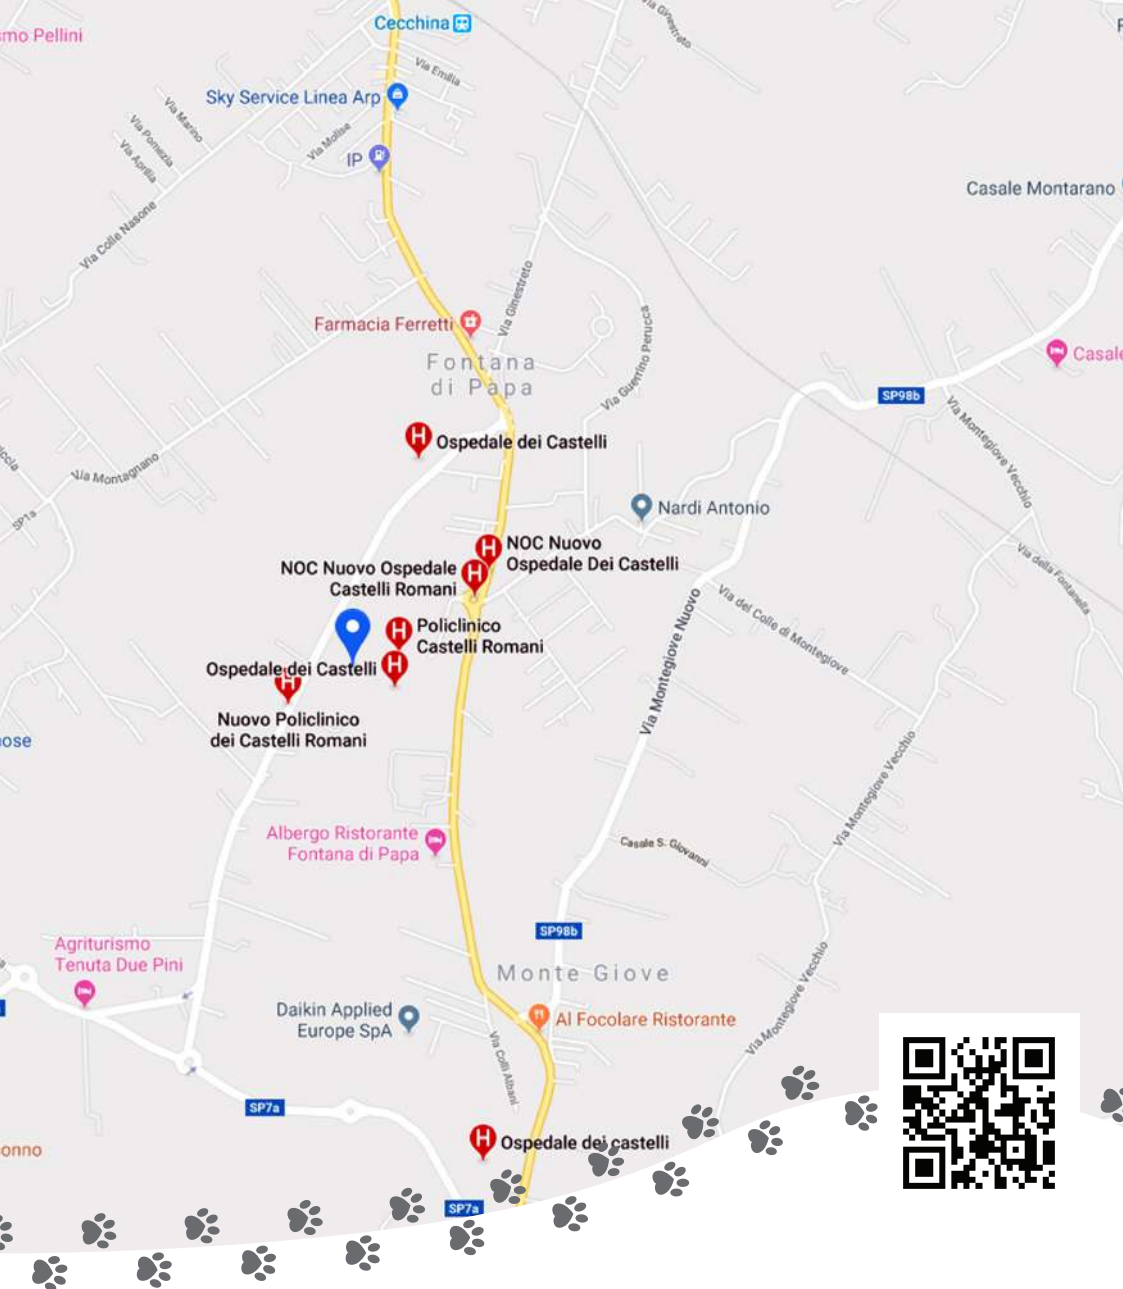 Cecchina
smo Pellini
Via Ginestreto
Via Emilia
Sky Service Linea Arp
Via Marino
Via Pomezia
Via Aprilia
Via Molise
IP
Casale Montarano
Via Colle Nasone
Via Ginestreto
Farmacia Ferretti
Via Guerrino Perucca
Fontana
di Papa
Casale
SP98b
Via Montegiove Vecchio
Ospedale dei Castelli
iccia
Via Montagnano
SP1a
Nardi Antonio
NOC Nuovo
Ospedale Dei Castelli
NOC Nuovo Ospedale
Castelli Romani
Via della Fontanella
Via del Colle di Montegiove
Policlinico
Castelli Romani
Via Montegiove Nuovo
Ospedale dei Castelli
Nuovo Policlinico
dei Castelli Romani
ose
Via Montegiove Vecchio
Albergo Ristorante
Fontana di Papa
Casale S. Giovanni
SP98b
Agriturismo
Tenuta Due Pini
Monte Giove
Via Montegiove Vecchio
Daikin Applied
Europe SpA
Al Focolare Ristorante
Via Colli Albani
SP7a
Ospedale dei castelli
onno
SP7a